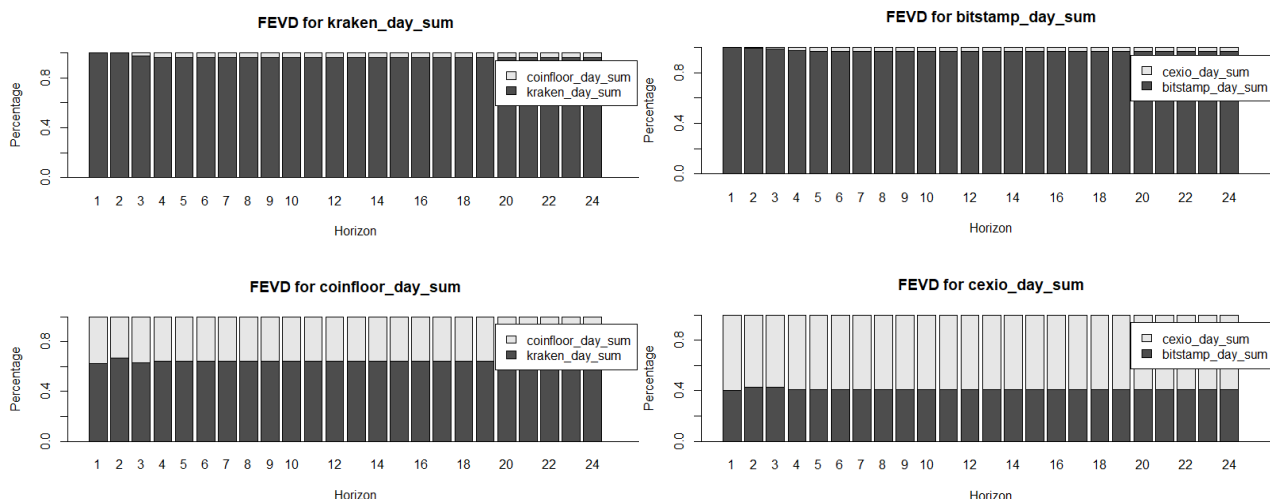 FEVD for kraken_day_sum
Percentage
0.0 0.4 0.8
coinfloor_day_sum
kraken_day_sum
1 2 3 4 5 6 7 8 9 10 12 14 16 18 20 22 24
Horizon
FEVD for bitstamp_day_sum
Percentage
0.0 0.4 0.8
cexio_day_sum
bitstamp_day_sum
1 2 3 4 5 6 7 8 9 10 12 14 16 18 20 22 24
Horizon
FEVD for coinfloor_day_sum
Percentage
0.0 0.4 0.8
coinfloor_day_sum
kraken_day_sum
1 2 3 4 5 6 7 8 9 10 12 14 16 18 20 22 24
Horizon
FEVD for cexio_day_sum
Percentage
0.0 0.4 0.8
cexio_day_sum
bitstamp_day_sum
1 2 3 4 5 6 7 8 9 10 12 14 16 18 20 22 24
Horizon